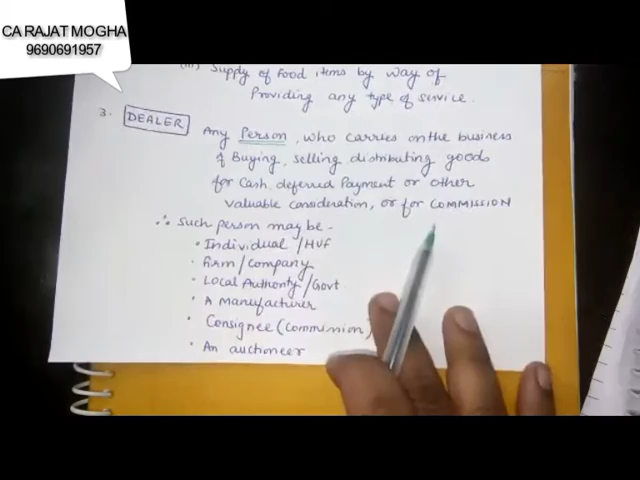 CA RAJAT MOGHA
9690691957
(iii) Supply of Food items by way of
Providing any type of service.
3. DEALER
Any Person, who carries on the business
of Buying, selling distributing goods
for Cash deferred Payment or other
valuable consideration, or for COMMISSION
∴ Such person may be -
• Individual / HUF
• Firm / Company
• Local Authority / Govt
• A Manufacturer
• Consignee (Commission)
• An auctioneer